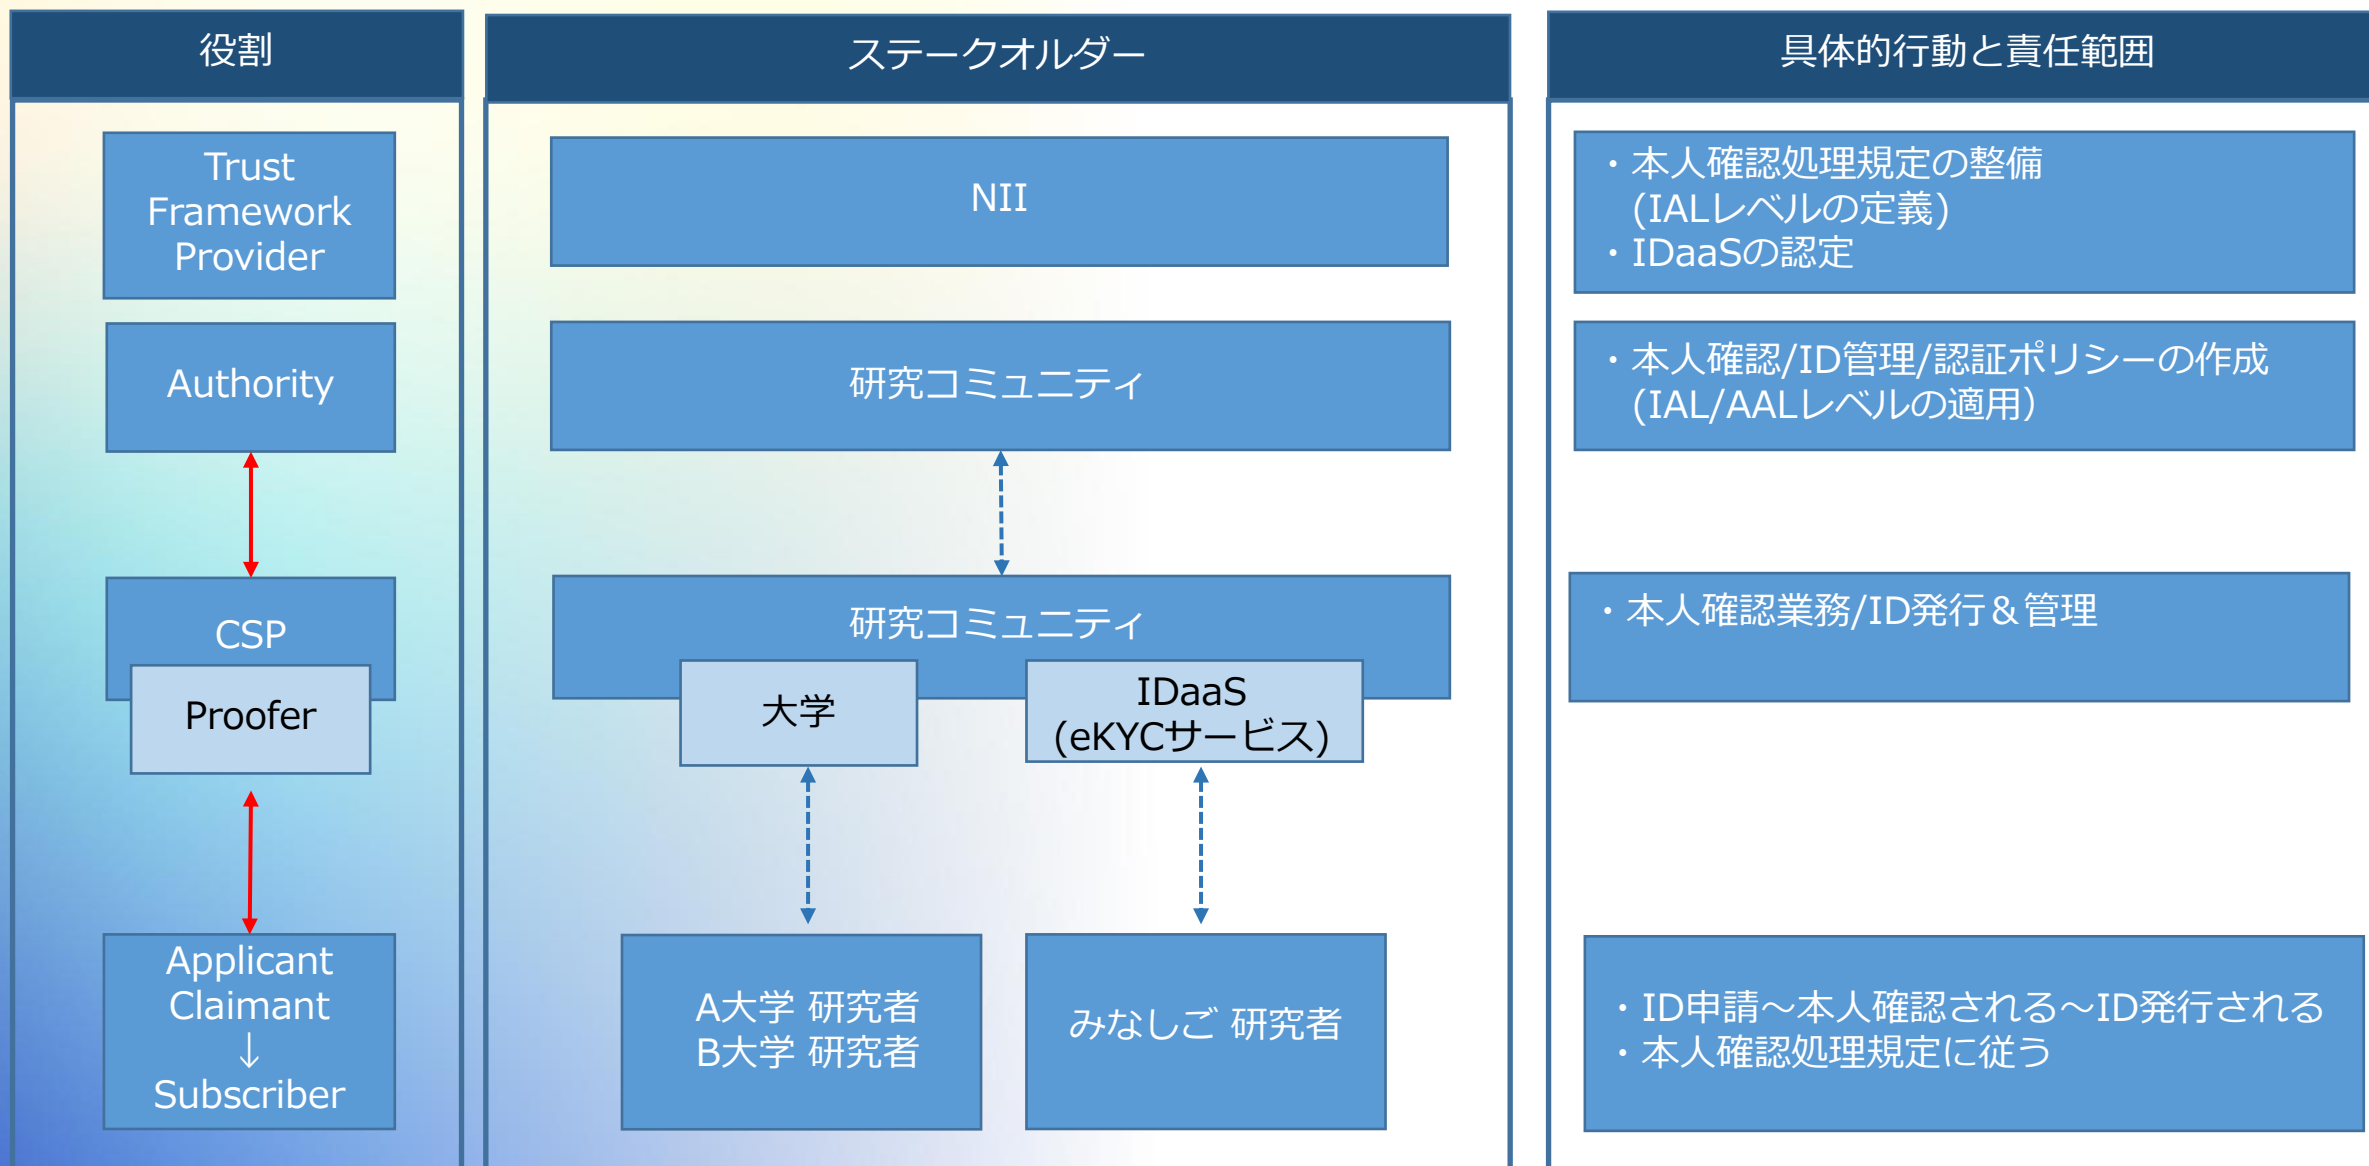 役割
ステークオルダー
具体的行動と責任範囲
Trust
Framework
Provider
NII
・本人確認処理規定の整備
(IALレベルの定義)
・IDaaSの認定
Authority
研究コミュニティ
・本人確認/ID管理/認証ポリシーの作成
(IAL/AALレベルの適用）
CSP
Proofer
研究コミュニティ
大学
IDaaS
(eKYCサービス)
・本人確認業務/ID発行＆管理
Applicant
Claimant
↓
Subscriber
A大学 研究者
B大学 研究者
みなしご 研究者
・ID申請～本人確認される～ID発行される
・本人確認処理規定に従う